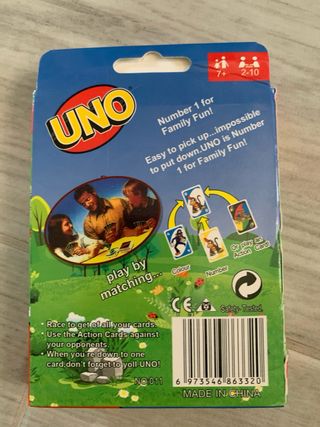 7+
2-10
UNO
Number 1 for
Family Fun!
Easy to pick up...impossible
to put down.UNO is Number
1 for Family Fun!
play by
matching...
Colour
Number
Or play an
Action Card!
CE
Safety Tested.
• Race to get of all your cards.
• Use the Action Cards against
your opponents.
• When you're down to one
card,don't forget to yoll UNO!
NO.011
6 973546 863320
MADE IN CHINA